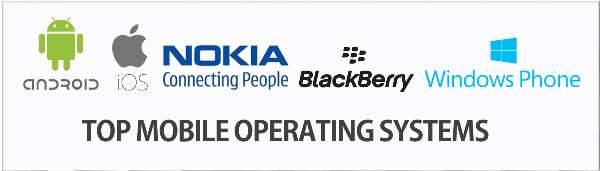 android
iOS
NOKIA
Connecting People
BlackBerry
Windows Phone
TOP MOBILE OPERATING SYSTEMS